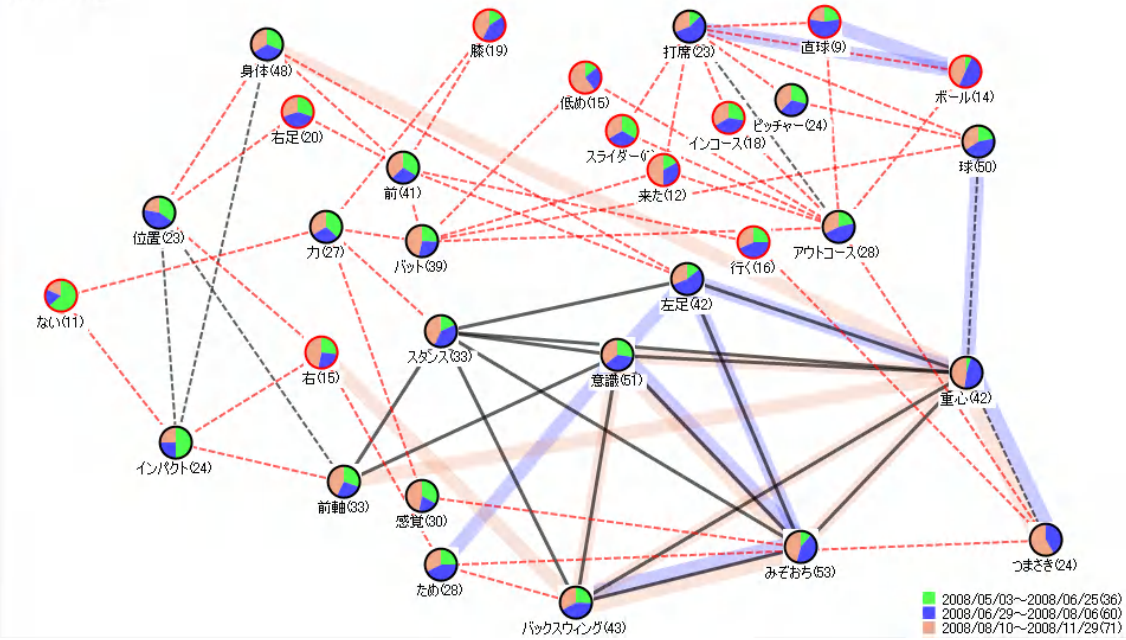 膝(19)
直球(9)
打席(23)
身体(48)
ボール(14)
低め(15)
ピッチャー(24)
右足(20)
インコース(18)
スライダー(
球(50)
前(41)
来た(12)
位置(23)
力(27)
バット(39)
行く(16)
アウトコース(28)
左足(42)
ない(11)
スタンス(33)
右(15)
意識(51)
重心(42)
インパクト(24)
前軸(33)
感覚(30)
つまさき(24)
みぞおち(53)
ため(28)
バックスウィング(43)
2008/05/03～2008/06/25(36)
2008/06/29～2008/08/06(60)
2008/08/10～2008/11/29(71)